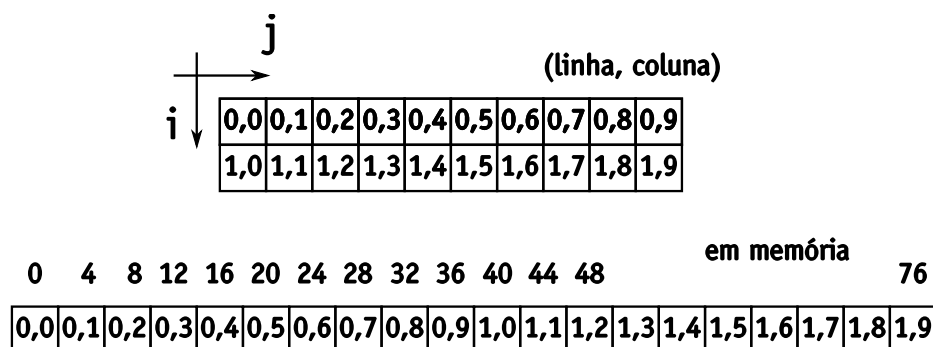 j
(linha, coluna)
i
0,0 0,1 0,2 0,3 0,4 0,5 0,6 0,7 0,8 0,9
1,0 1,1 1,2 1,3 1,4 1,5 1,6 1,7 1,8 1,9
em memória
0 4 8 12 16 20 24 28 32 36 40 44 48 76
0,0 0,1 0,2 0,3 0,4 0,5 0,6 0,7 0,8 0,9 1,0 1,1 1,2 1,3 1,4 1,5 1,6 1,7 1,8 1,9